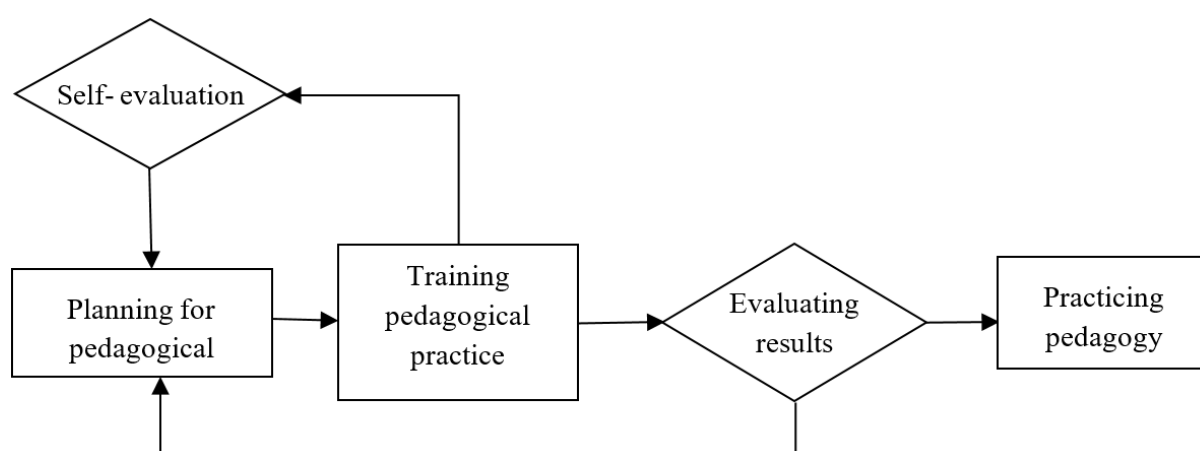 Self- evaluation
Planning for
pedagogical
Training
pedagogical
practice
Evaluating
results
Practicing
pedagogy